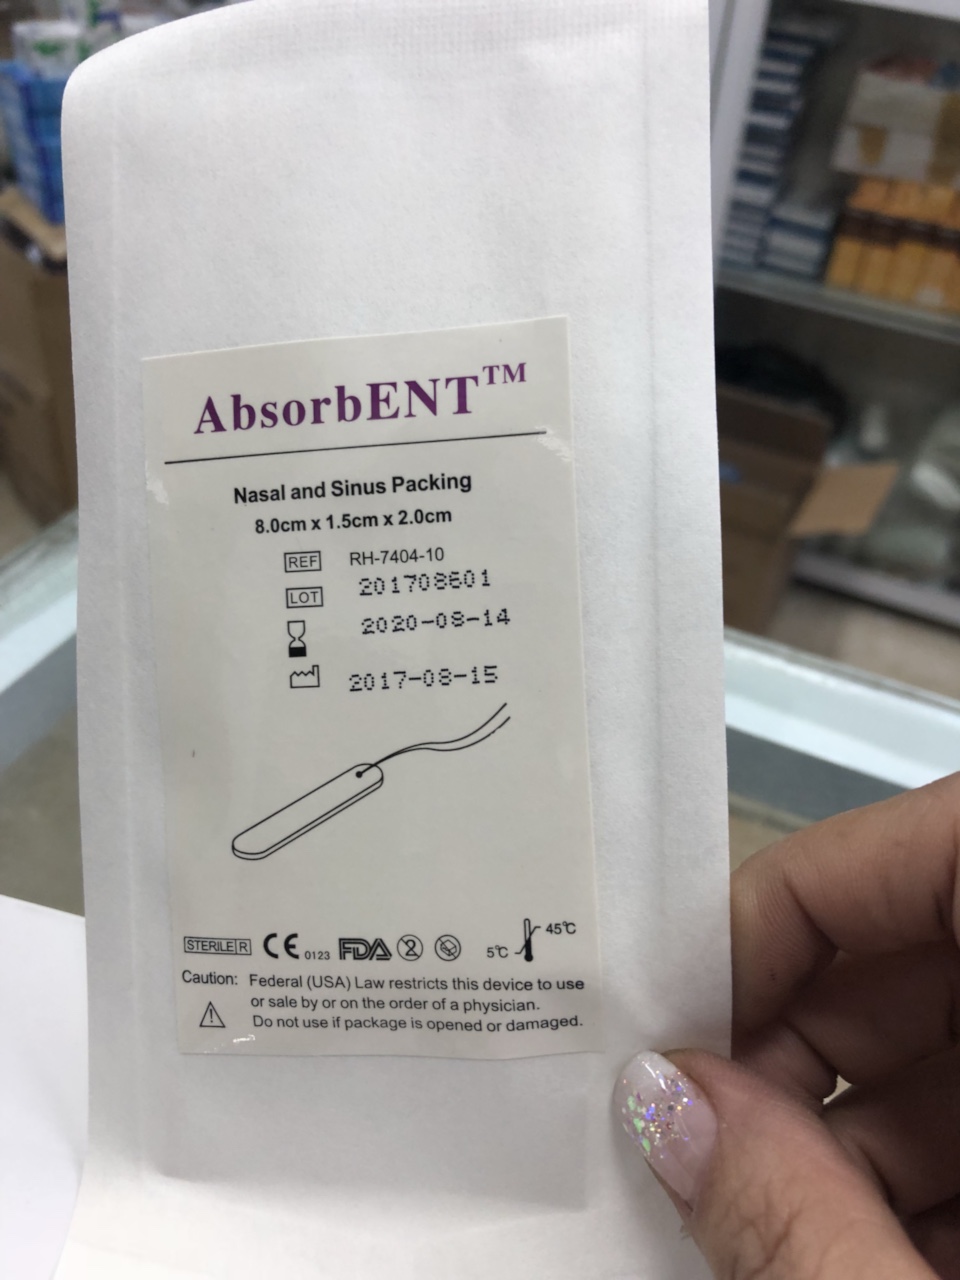 AbsorbENT™
Nasal and Sinus Packing
8.0cm x 1.5cm x 2.0cm
REF RH-7404-10
LOT 201708601
2020-08-14
2017-08-15
STERILE R CE 0123 FDA 2 5℃ 45℃
Caution: Federal (USA) Law restricts this device to use
or sale by or on the order of a physician.
Do not use if package is opened or damaged.